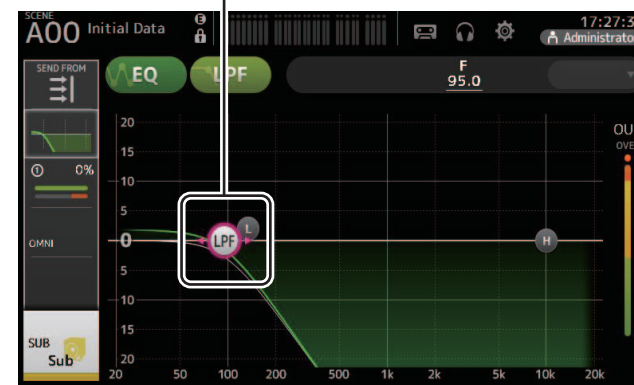 SCENE
A00 Initial Data
E
17:27:3
Administrato
SEND FROM
EQ
LPF
F
95.0
OU
OVE
20
15
10
5
0
5
10
15
20
① 0%
OMNI
LPF
L
H
SUB
Sub
20 50 100 200 500 1k 2k 5k 10k 20k